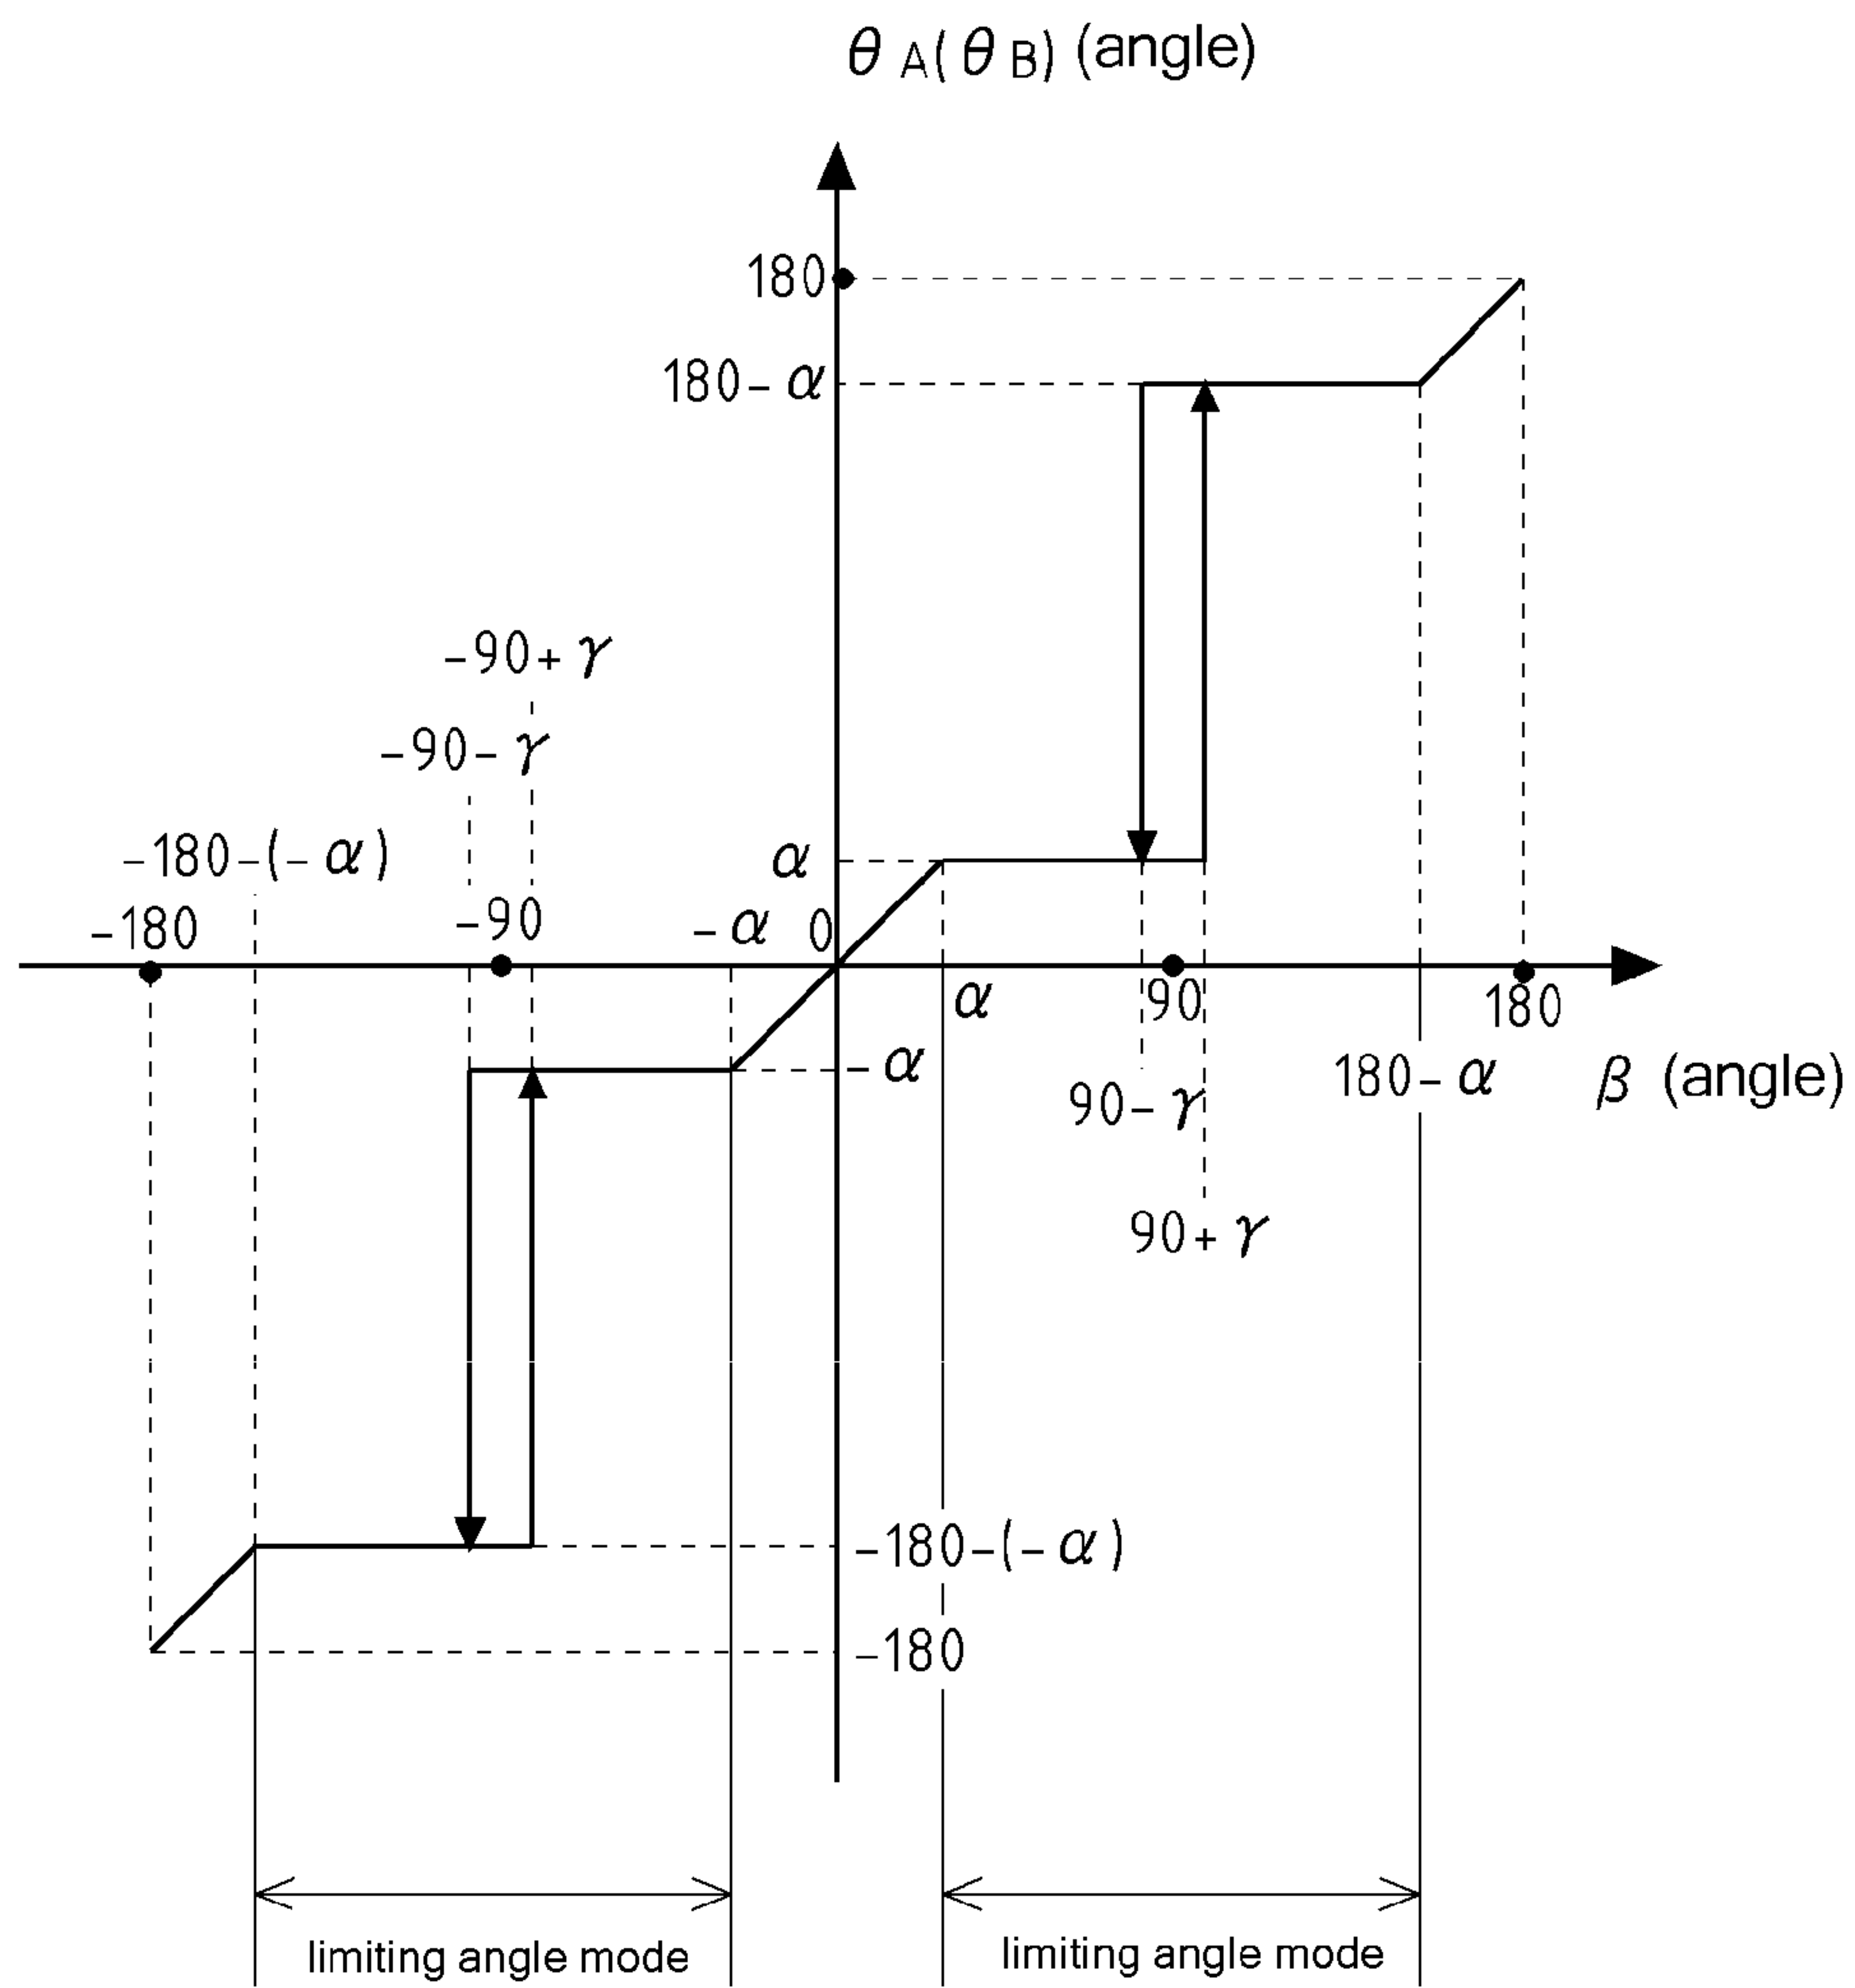 θ A(θ B) (angle)
180
180-α
-90+γ
-90-γ
-180-(-α)
α
-180
-90
-α
0
α
90
180
-α
90-γ
180-α
β (angle)
90+γ
-180-(-α)
-180
limiting angle mode
limiting angle mode